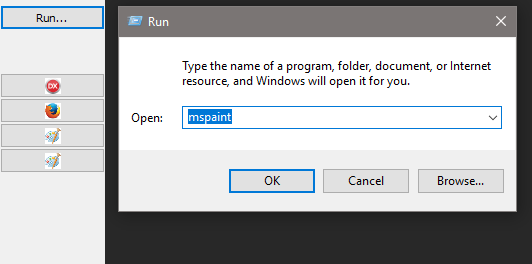 Run...
DX
Run
Type the name of a program, folder, document, or Internet
resource, and Windows will open it for you.
Open:
mspaint
OK
Cancel
Browse...